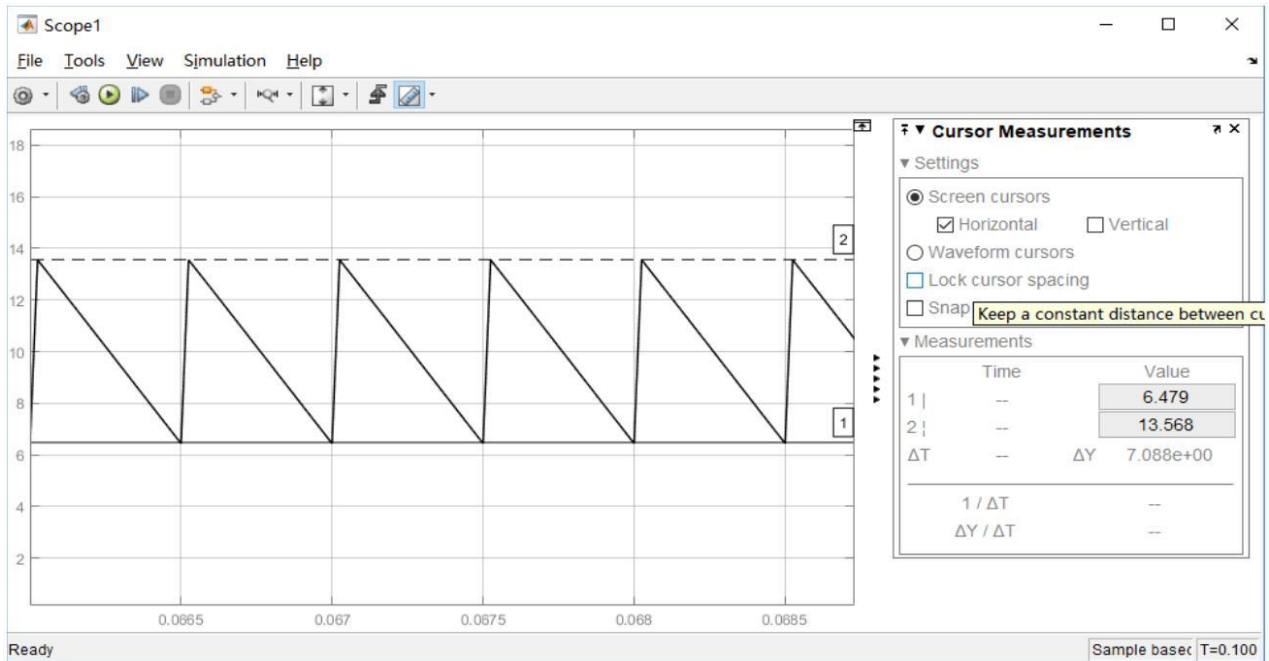 Scope1
File Tools View Simulation Help
18
16
14
12
10
8
6
4
2
0.0665 0.067 0.0675 0.068 0.0685
2
1
Cursor Measurements
Settings
Screen cursors
Horizontal Vertical
Waveform cursors
Lock cursor spacing
Snap
Keep a constant distance between cu
Measurements
Time Value
1 | -- 6.479
2 ¦ -- 13.568
ΔT -- ΔY 7.088e+00
1 / ΔT --
ΔY / ΔT --
Ready Sample based T=0.100